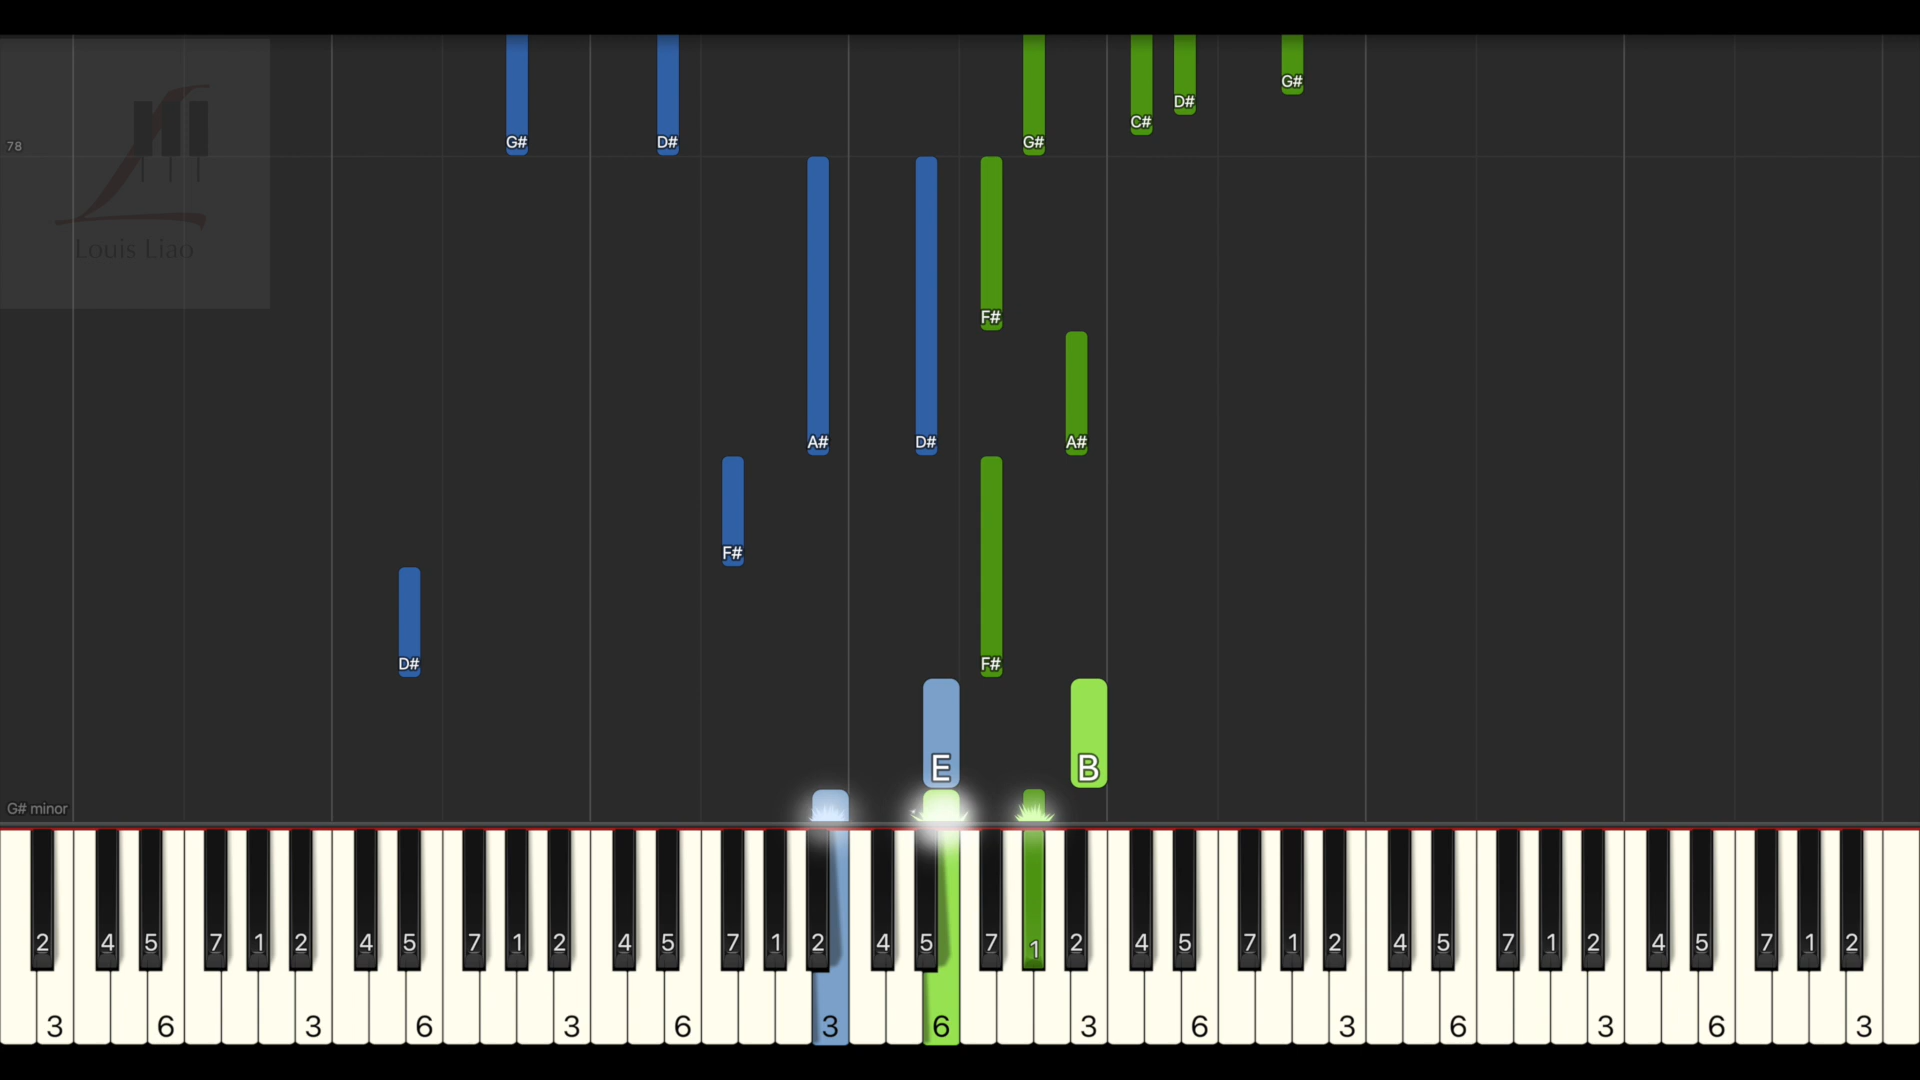 G#
C#
D#
G#
G# D# G#
78
Louis Liao
F#
A# D# A#
F#
D# F#
E B
G# minor
2 4 5 7 1 2 4 5 7 1 2 4 5 7 1 2 4 5 7 1 2 4 5 7 1 2 4 5 7 1 2 4 5 7 1 2
3 6 3 6 3 6 3 6 3 6 3 6 3 6 3